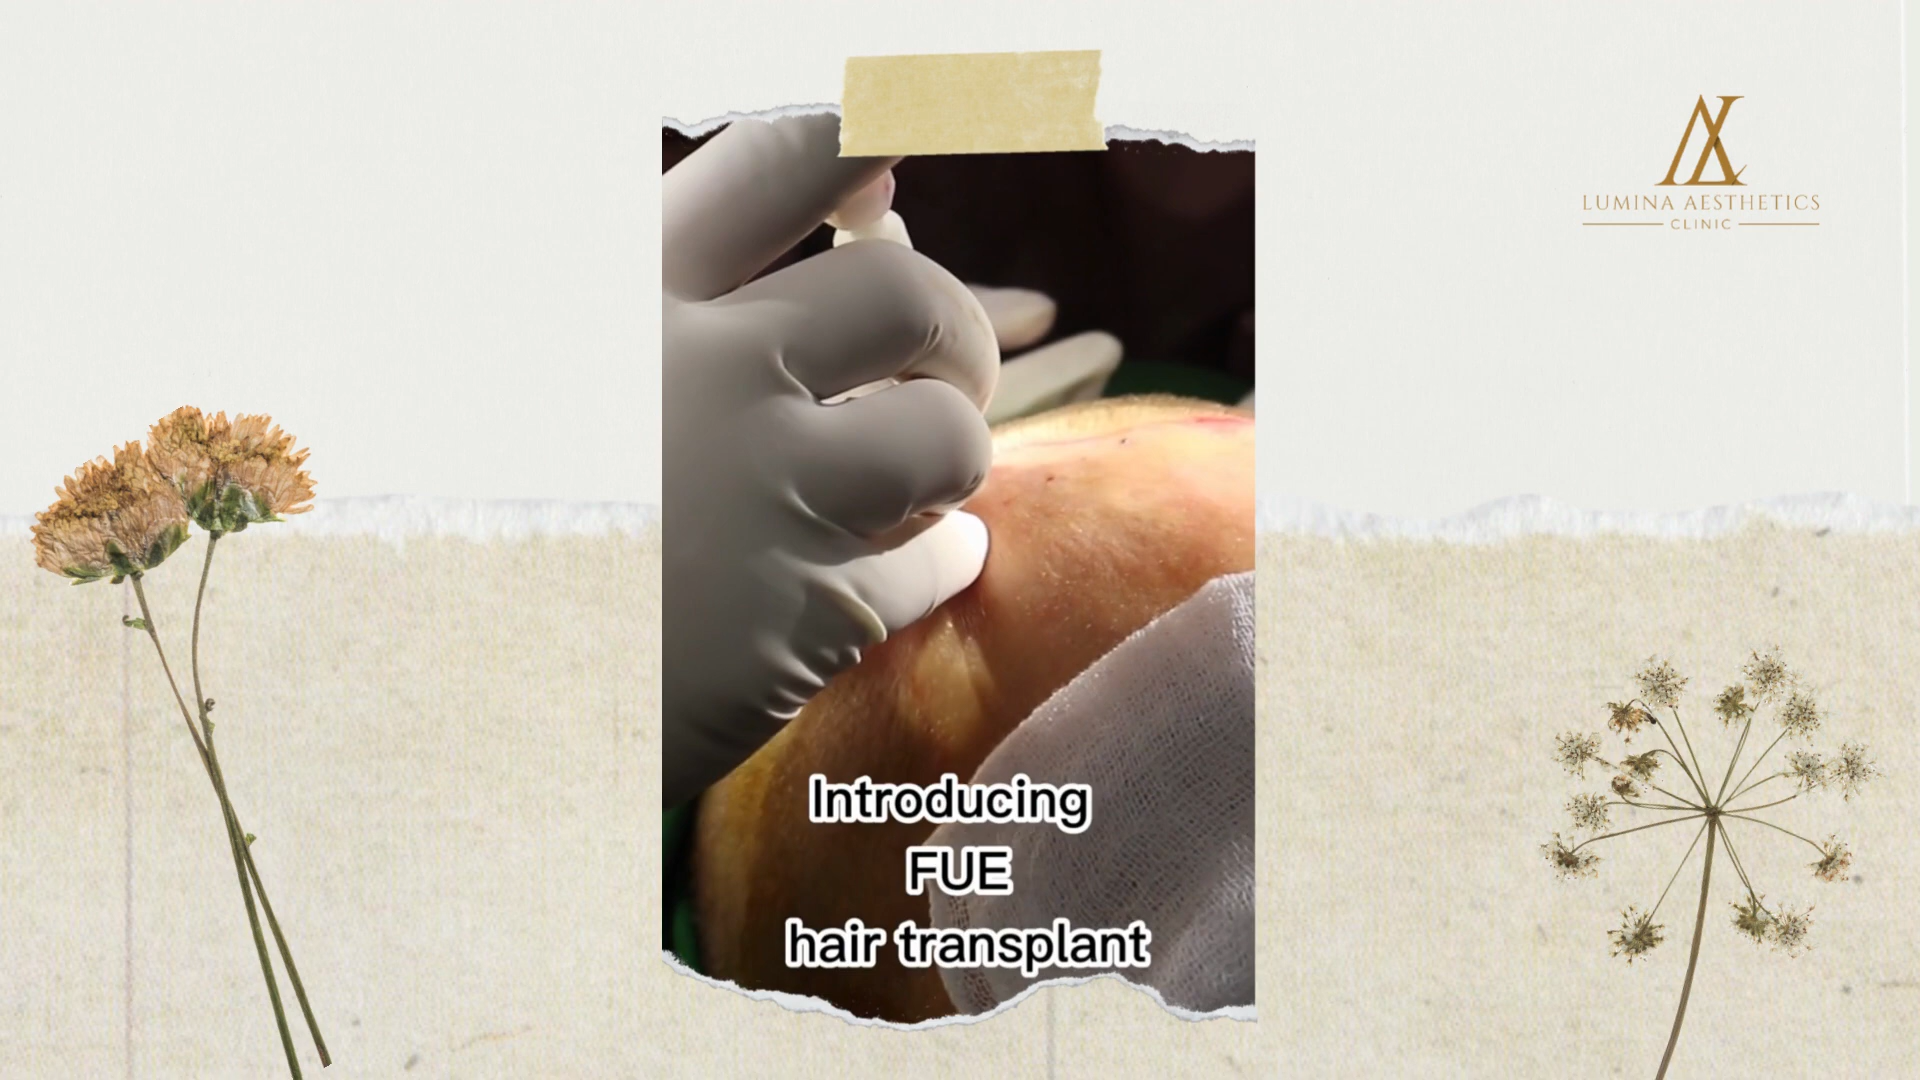 LUMINA AESTHETICS
CLINIC
Introducing
FUE
hair transplant